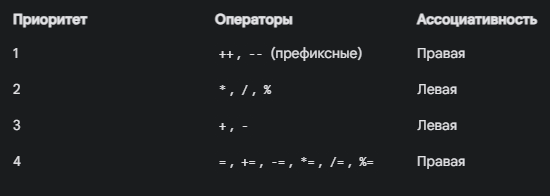 Приоритет Операторы Ассоциативность
1 ++, -- (префиксные) Правая
2 *, /, % Левая
3 +, - Левая
4 =, +=, -=, *=, /=, %= Правая